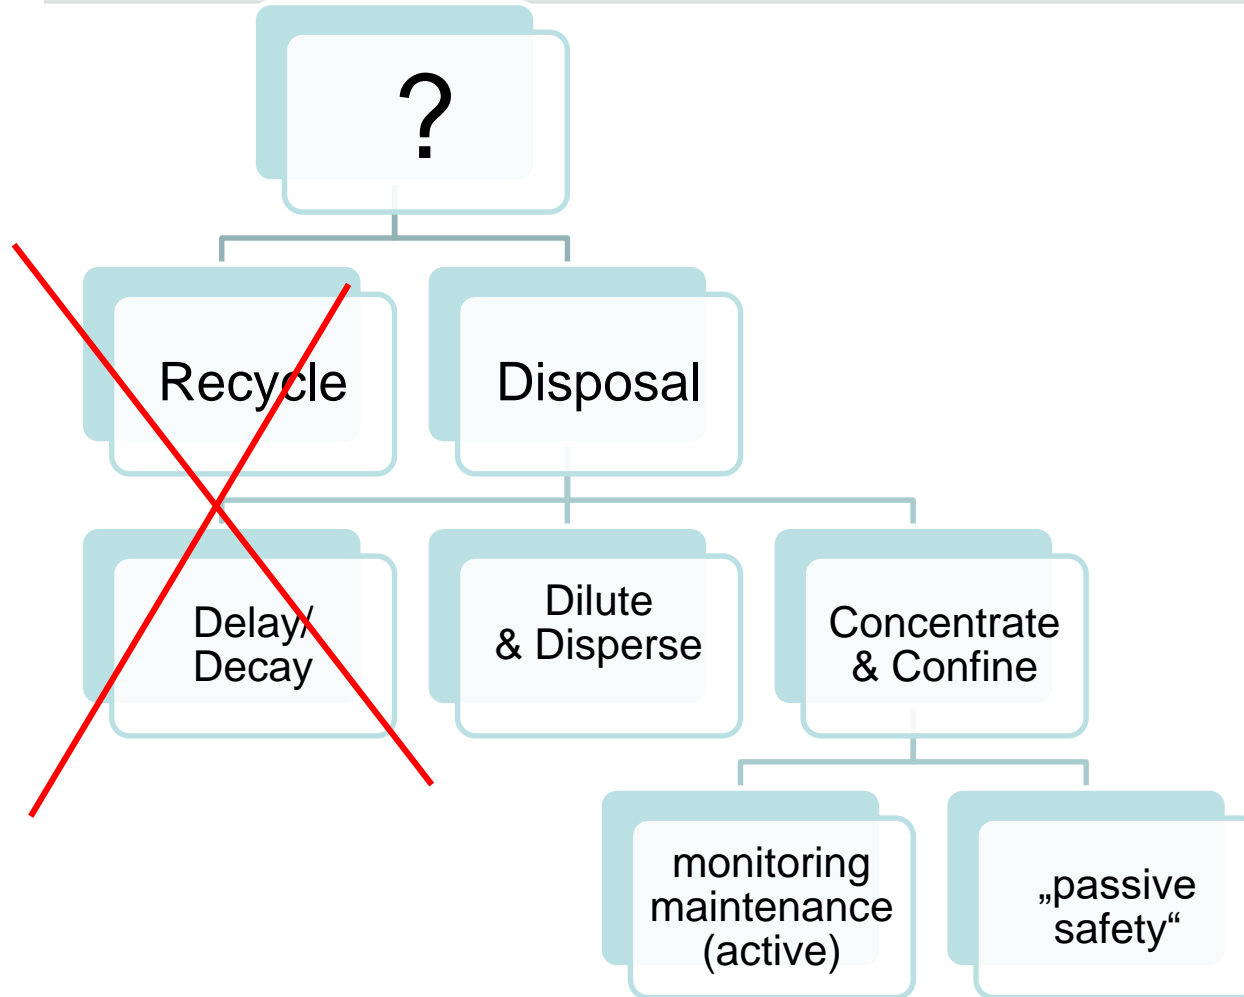 ?
Recycle
Disposal
Delay/
Decay
Dilute
& Disperse
Concentrate
& Confine
monitoring
maintenance
(active)
„passive
safety“